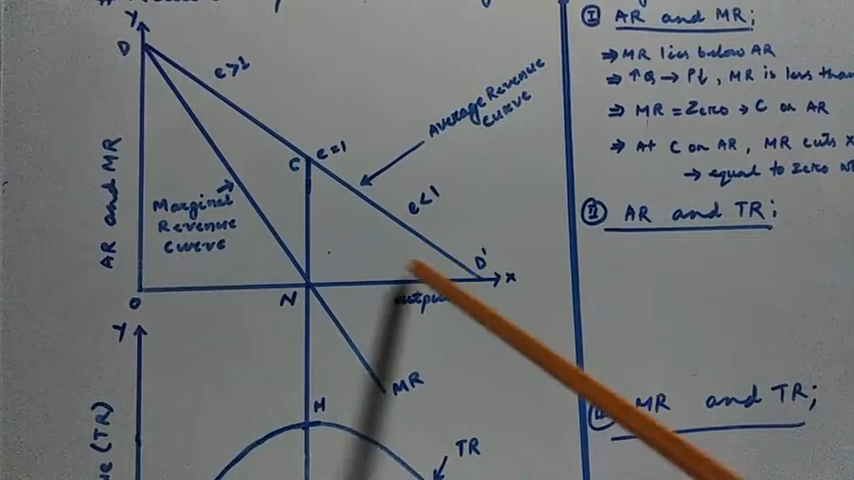 Y
D
e>1
C
e=1
Average Revenue
curve
e<1
AR and MR
Marginal
Revenue
curve
D'
X
O
N
output
MR
Y
H
TR
(TR)
I AR and MR;
⇒ MR lies below AR
⇒ ↑Q → P↓, MR is less than
⇒ MR = Zero → C on AR
⇒ At C on AR, MR cuts x
→ equal to zero
II AR and TR;
MR and TR;